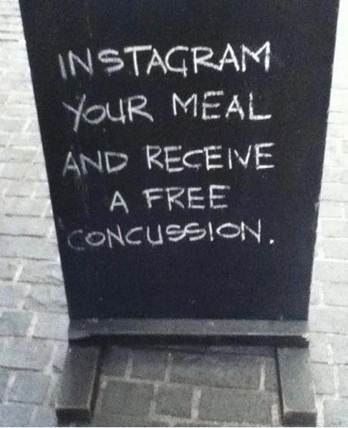 INSTAGRAM
YOUR MEAL
AND RECEIVE
A FREE
CONCUSSION.